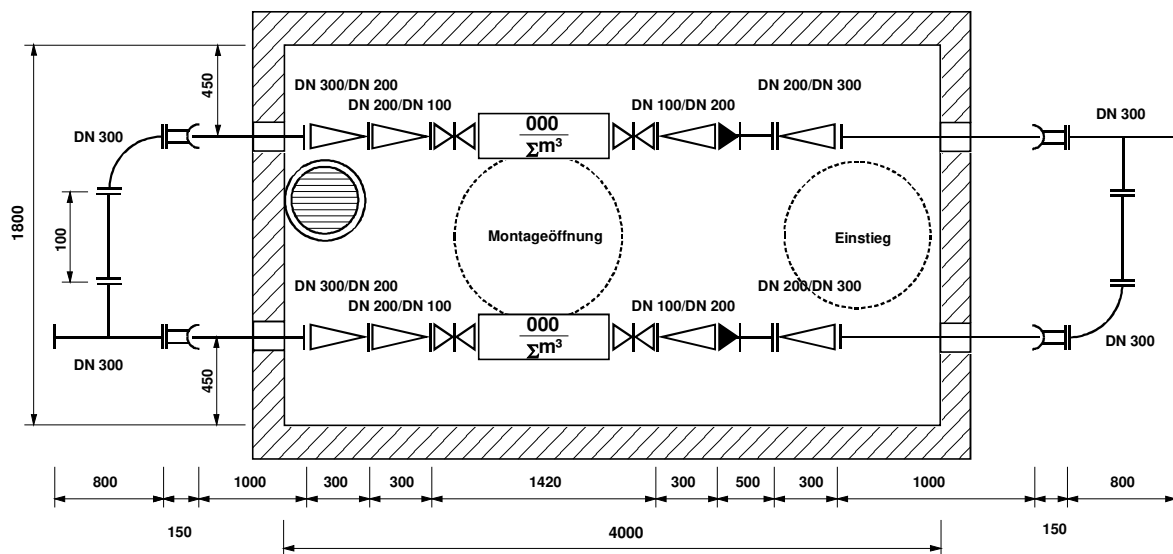 DN 300/DN 200
DN 200/DN 300
DN 200/DN 100
DN 100/DN 200
450
DN 300
000
Σm³
DN 300
1800
100
Montageöffnung
Einstieg
DN 300/DN 200
DN 200/DN 300
DN 200/DN 100
DN 100/DN 200
000
Σm³
DN 300
DN 300
450
800
1000
300
300
1420
300
500
300
1000
800
150
4000
150